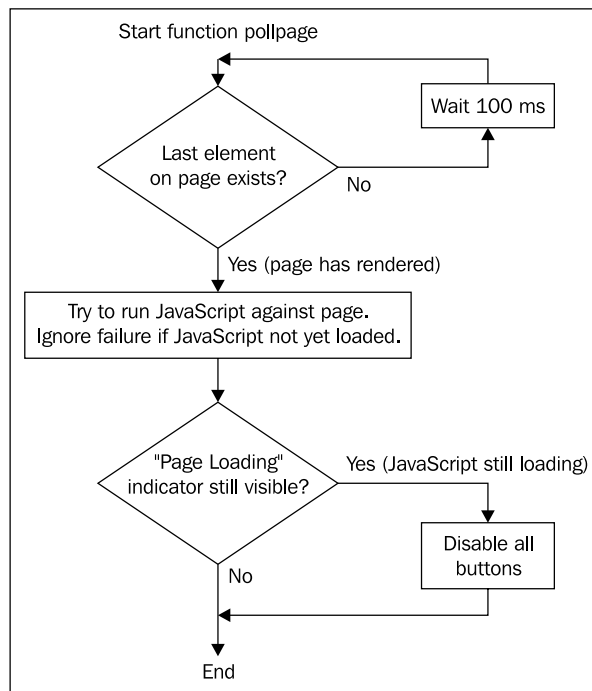 Start function pollpage
Wait 100 ms
Last element
on page exists?
No
Yes (page has rendered)
Try to run JavaScript against page.
Ignore failure if JavaScript not yet loaded.
"Page Loading"
indicator still visible?
Yes (JavaScript still loading)
Disable all
buttons
No
End